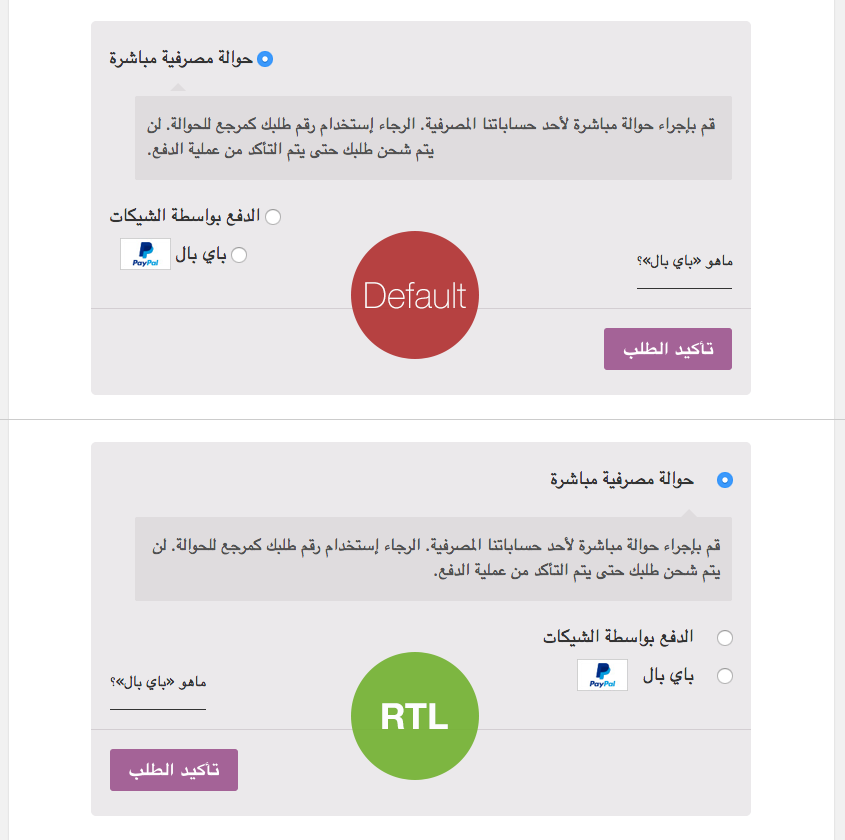 حوالة مصرفية مباشرة
قم بإجراء حوالة مباشرة لأحد حساباتنا المصرفية. الرجاء إستخدام رقم طلبك كمرجع للحوالة. لن
يتم شحن طلبك حتى يتم التأكد من عملية الدفع.
الدفع بواسطة الشيكات
باي بال
PayPal
ماهو «باي بال»؟
Default
تأكيد الطلب
حوالة مصرفية مباشرة
قم بإجراء حوالة مباشرة لأحد حساباتنا المصرفية. الرجاء إستخدام رقم طلبك كمرجع للحوالة. لن
يتم شحن طلبك حتى يتم التأكد من عملية الدفع.
الدفع بواسطة الشيكات
باي بال
PayPal
ماهو «باي بال»؟
RTL
تأكيد الطلب